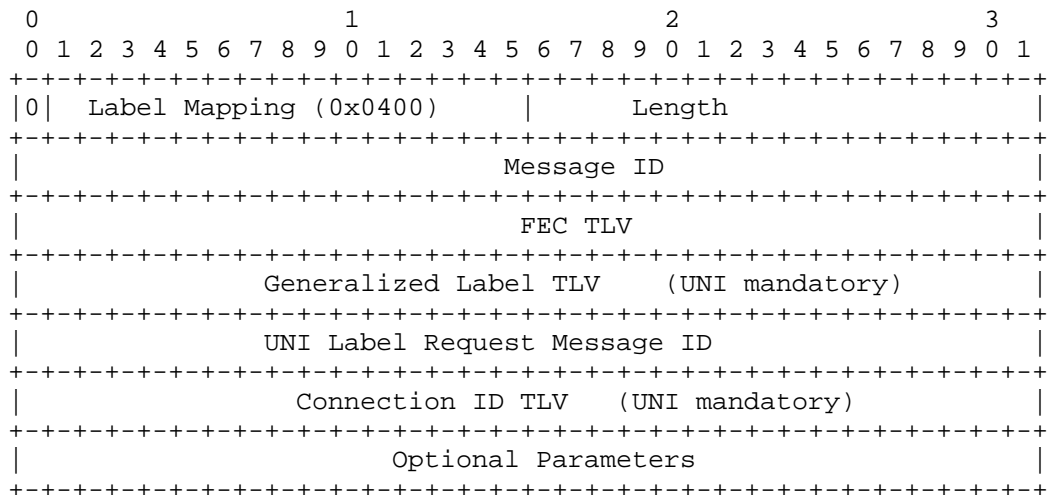 0                   1                   2                   3
 0 1 2 3 4 5 6 7 8 9 0 1 2 3 4 5 6 7 8 9 0 1 2 3 4 5 6 7 8 9 0 1
+-+-+-+-+-+-+-+-+-+-+-+-+-+-+-+-+-+-+-+-+-+-+-+-+-+-+-+-+-+-+-+-+
|0|  Label Mapping (0x0400)     |      Length                   |
+-+-+-+-+-+-+-+-+-+-+-+-+-+-+-+-+-+-+-+-+-+-+-+-+-+-+-+-+-+-+-+-+
|                              Message ID                       |
+-+-+-+-+-+-+-+-+-+-+-+-+-+-+-+-+-+-+-+-+-+-+-+-+-+-+-+-+-+-+-+-+
|                               FEC TLV                         |
+-+-+-+-+-+-+-+-+-+-+-+-+-+-+-+-+-+-+-+-+-+-+-+-+-+-+-+-+-+-+-+-+
|               Generalized Label TLV    (UNI mandatory)        |
+-+-+-+-+-+-+-+-+-+-+-+-+-+-+-+-+-+-+-+-+-+-+-+-+-+-+-+-+-+-+-+-+
|               UNI Label Request Message ID                    |
+-+-+-+-+-+-+-+-+-+-+-+-+-+-+-+-+-+-+-+-+-+-+-+-+-+-+-+-+-+-+-+-+
|                 Connection ID TLV   (UNI mandatory)           |
+-+-+-+-+-+-+-+-+-+-+-+-+-+-+-+-+-+-+-+-+-+-+-+-+-+-+-+-+-+-+-+-+
|                       Optional Parameters                     |
+-+-+-+-+-+-+-+-+-+-+-+-+-+-+-+-+-+-+-+-+-+-+-+-+-+-+-+-+-+-+-+-+